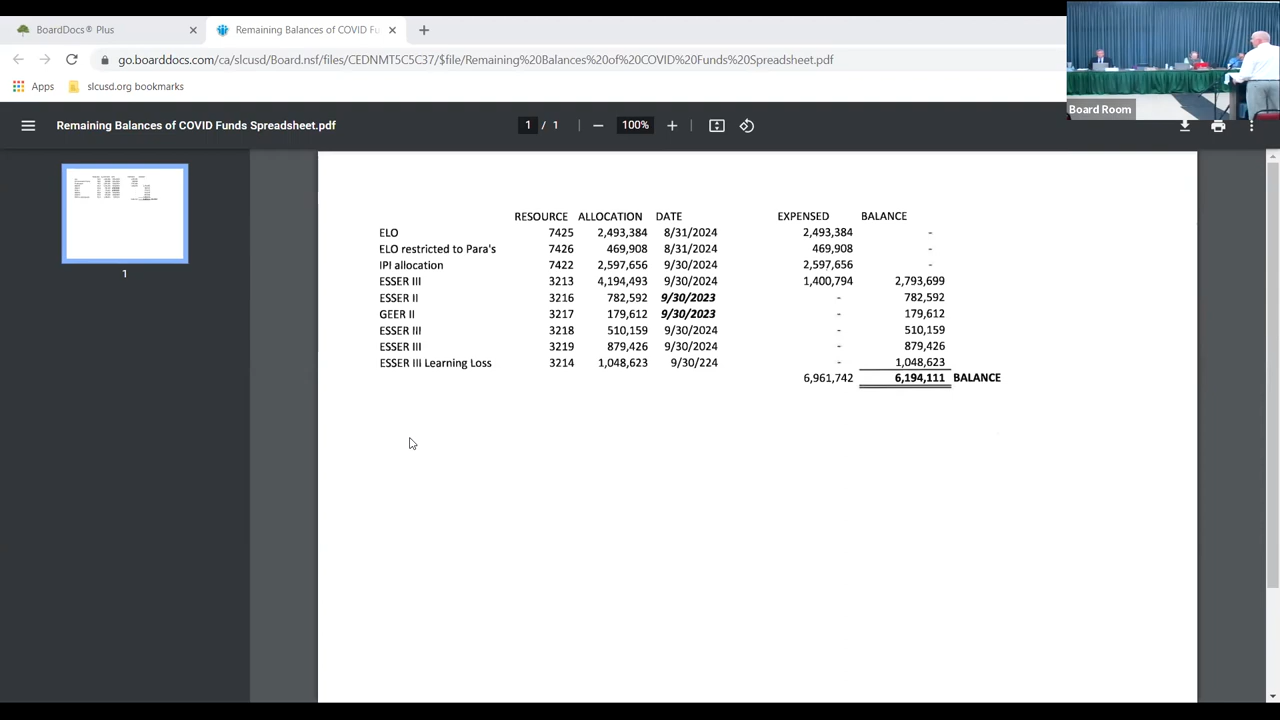 BoardDocs® Plus
Remaining Balances of COVID Fu
go.boarddocs.com/ca/slcusd/Board.nsf/files/CEDNMT5C5C37/$file/Remaning%20Balances%20of%20COVID%20Funds%20Spreadsheet.pdf
Apps slcusd.org bookmarks
Board Room
Remaining Balances of COVID Funds Spreadsheet.pdf
1 / 1
100%
RESOURCE ALLOCATION DATE EXPENSED BALANCE
ELO 7425 2,493,384 8/31/2024 2,493,384 -
ELO restricted to Para's 7426 469,908 8/31/2024 469,908 -
IPI allocation 7422 2,597,656 9/30/2024 2,597,656 -
ESSER III 3213 4,194,493 9/30/2024 1,400,794 2,793,699
ESSER II 3216 782,592 9/30/2023 - 782,592
GEER II 3217 179,612 9/30/2023 - 179,612
ESSER III 3218 510,159 9/30/2024 - 510,159
ESSER III 3219 879,426 9/30/2024 - 879,426
ESSER III Learning Loss 3214 1,048,623 9/30/224 - 1,048,623
6,961,742 6,194,111 BALANCE
1